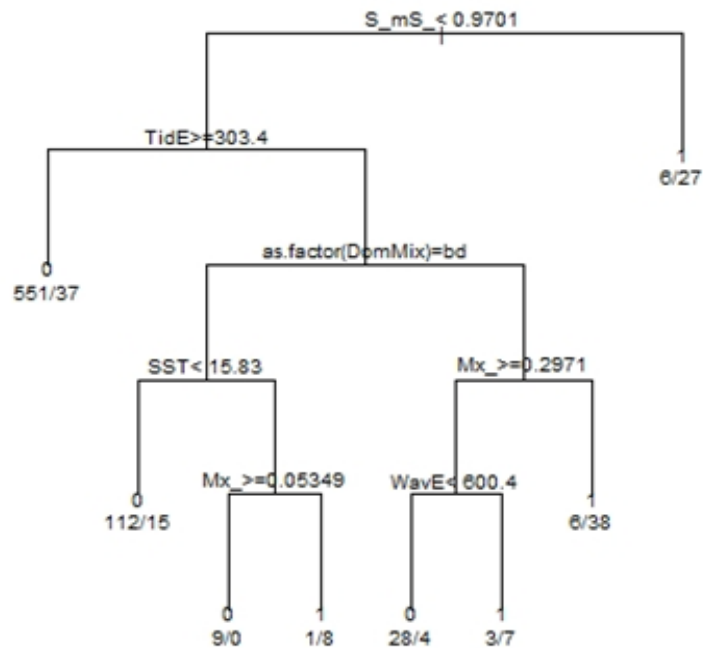 S_mS_< 0.9701
TidE>=303.4
1
6/27
as.factor(DomMix)=bd
0
551/37
SST< 15.83
Mx_>=0.2971
Mx_>=0.05349
WavE< 600.4
0
112/15
1
6/38
0
1
0
1
9/0
1/8
28/4
3/7